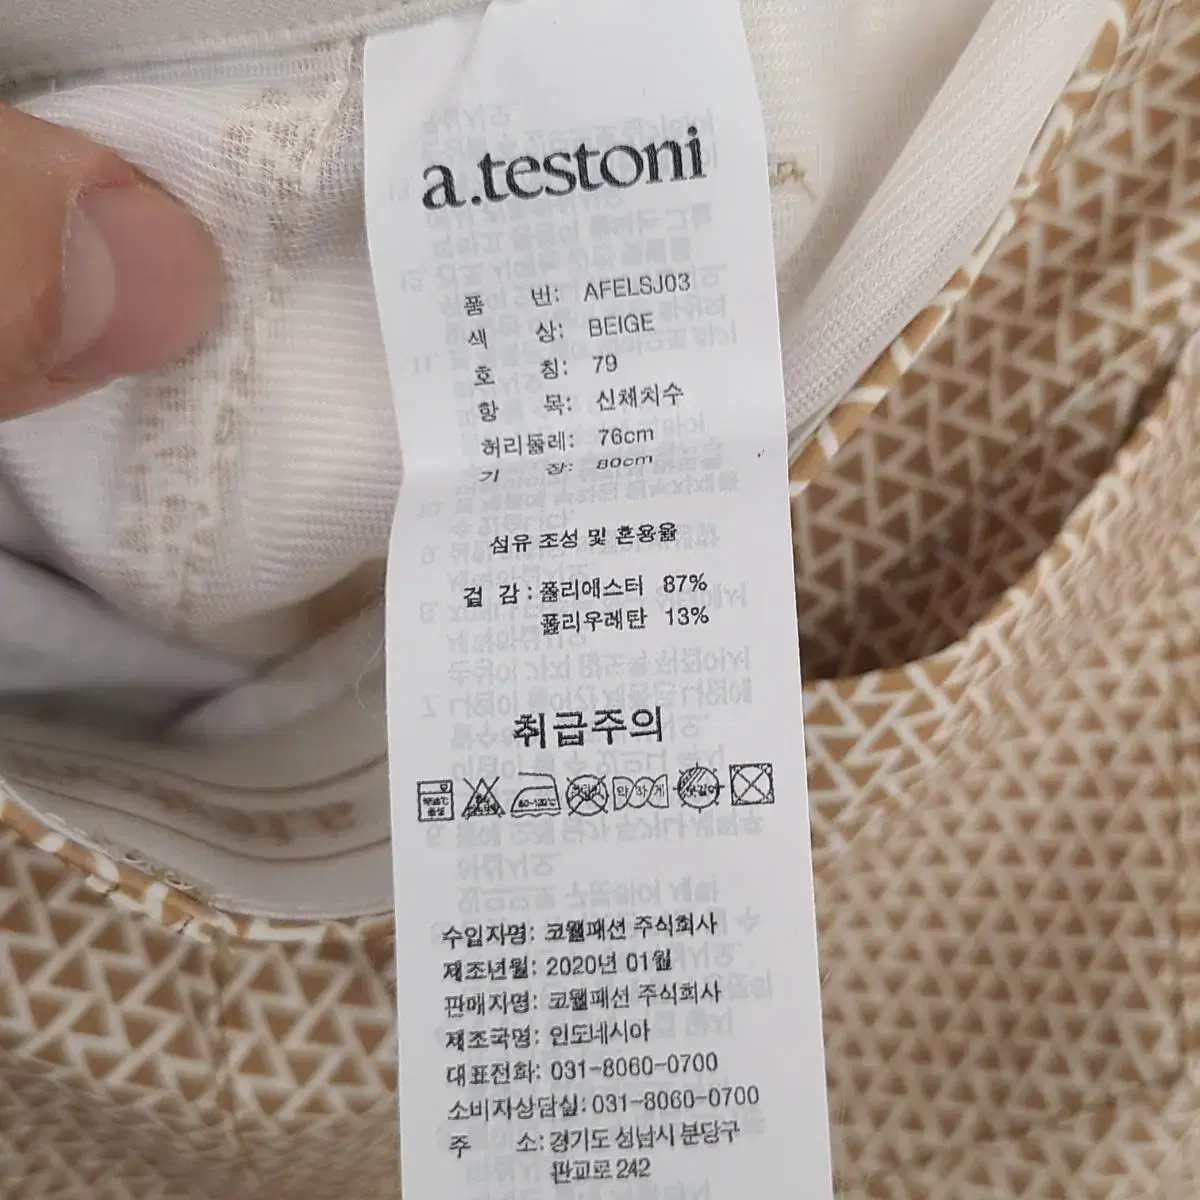 a.testoni
품 번: AFELSJ03
색 상: BEIGE
호 칭: 79
항 목: 신체치수
허리둘레: 76cm
기 장: 80cm
섬유 조성 및 혼용율
겉 감: 폴리에스터 87%
폴리우레탄 13%
취급주의
80-120℃ 약하게
수입자명: 코웰패션 주식회사
제조년월: 2020년 01월
판매자명: 코웰패션 주식회사
제조국명: 인도네시아
대표전화: 031-8060-0700
소비자상담실: 031-8060-0700
주 소: 경기도 성남시 분당구
판교로 242